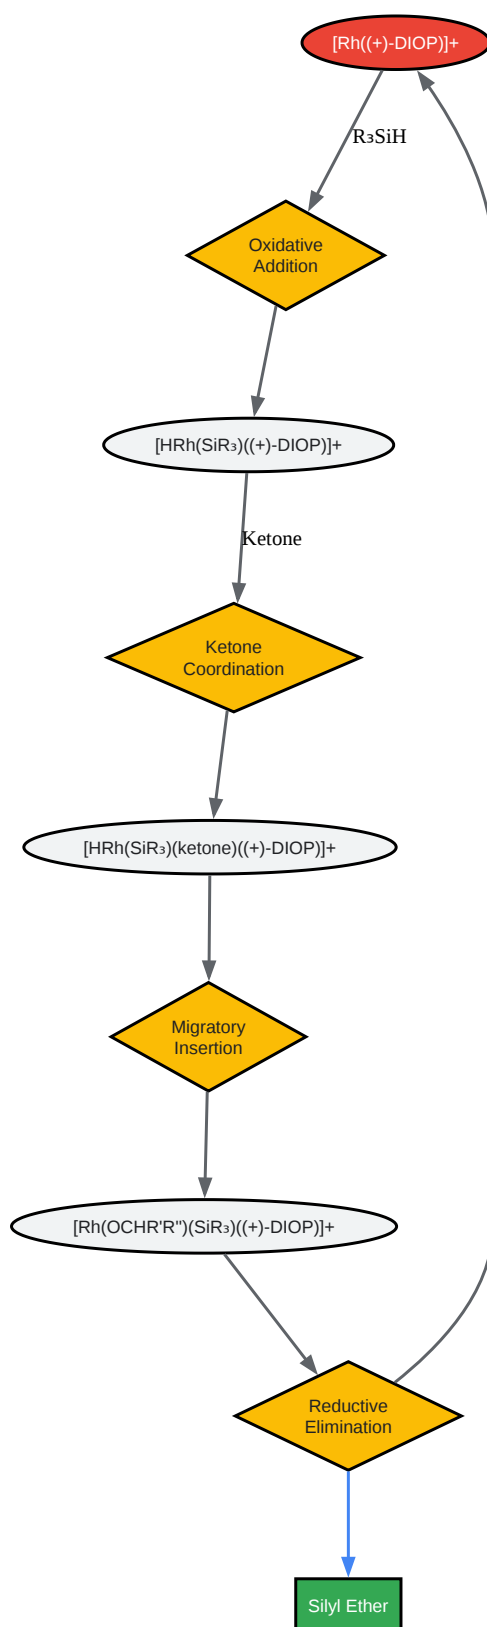 [Rh((+)-DIOP)]+
R₃SiH
Oxidative
Addition
[HRh(SiR₃)((+)-DIOP)]+
Ketone
Ketone
Coordination
[HRh(SiR₃)(ketone)((+)-DIOP)]+
Migratory
Insertion
[Rh(OCHR'R")(SiR₃)((+)-DIOP)]+
Reductive
Elimination
Silyl Ether